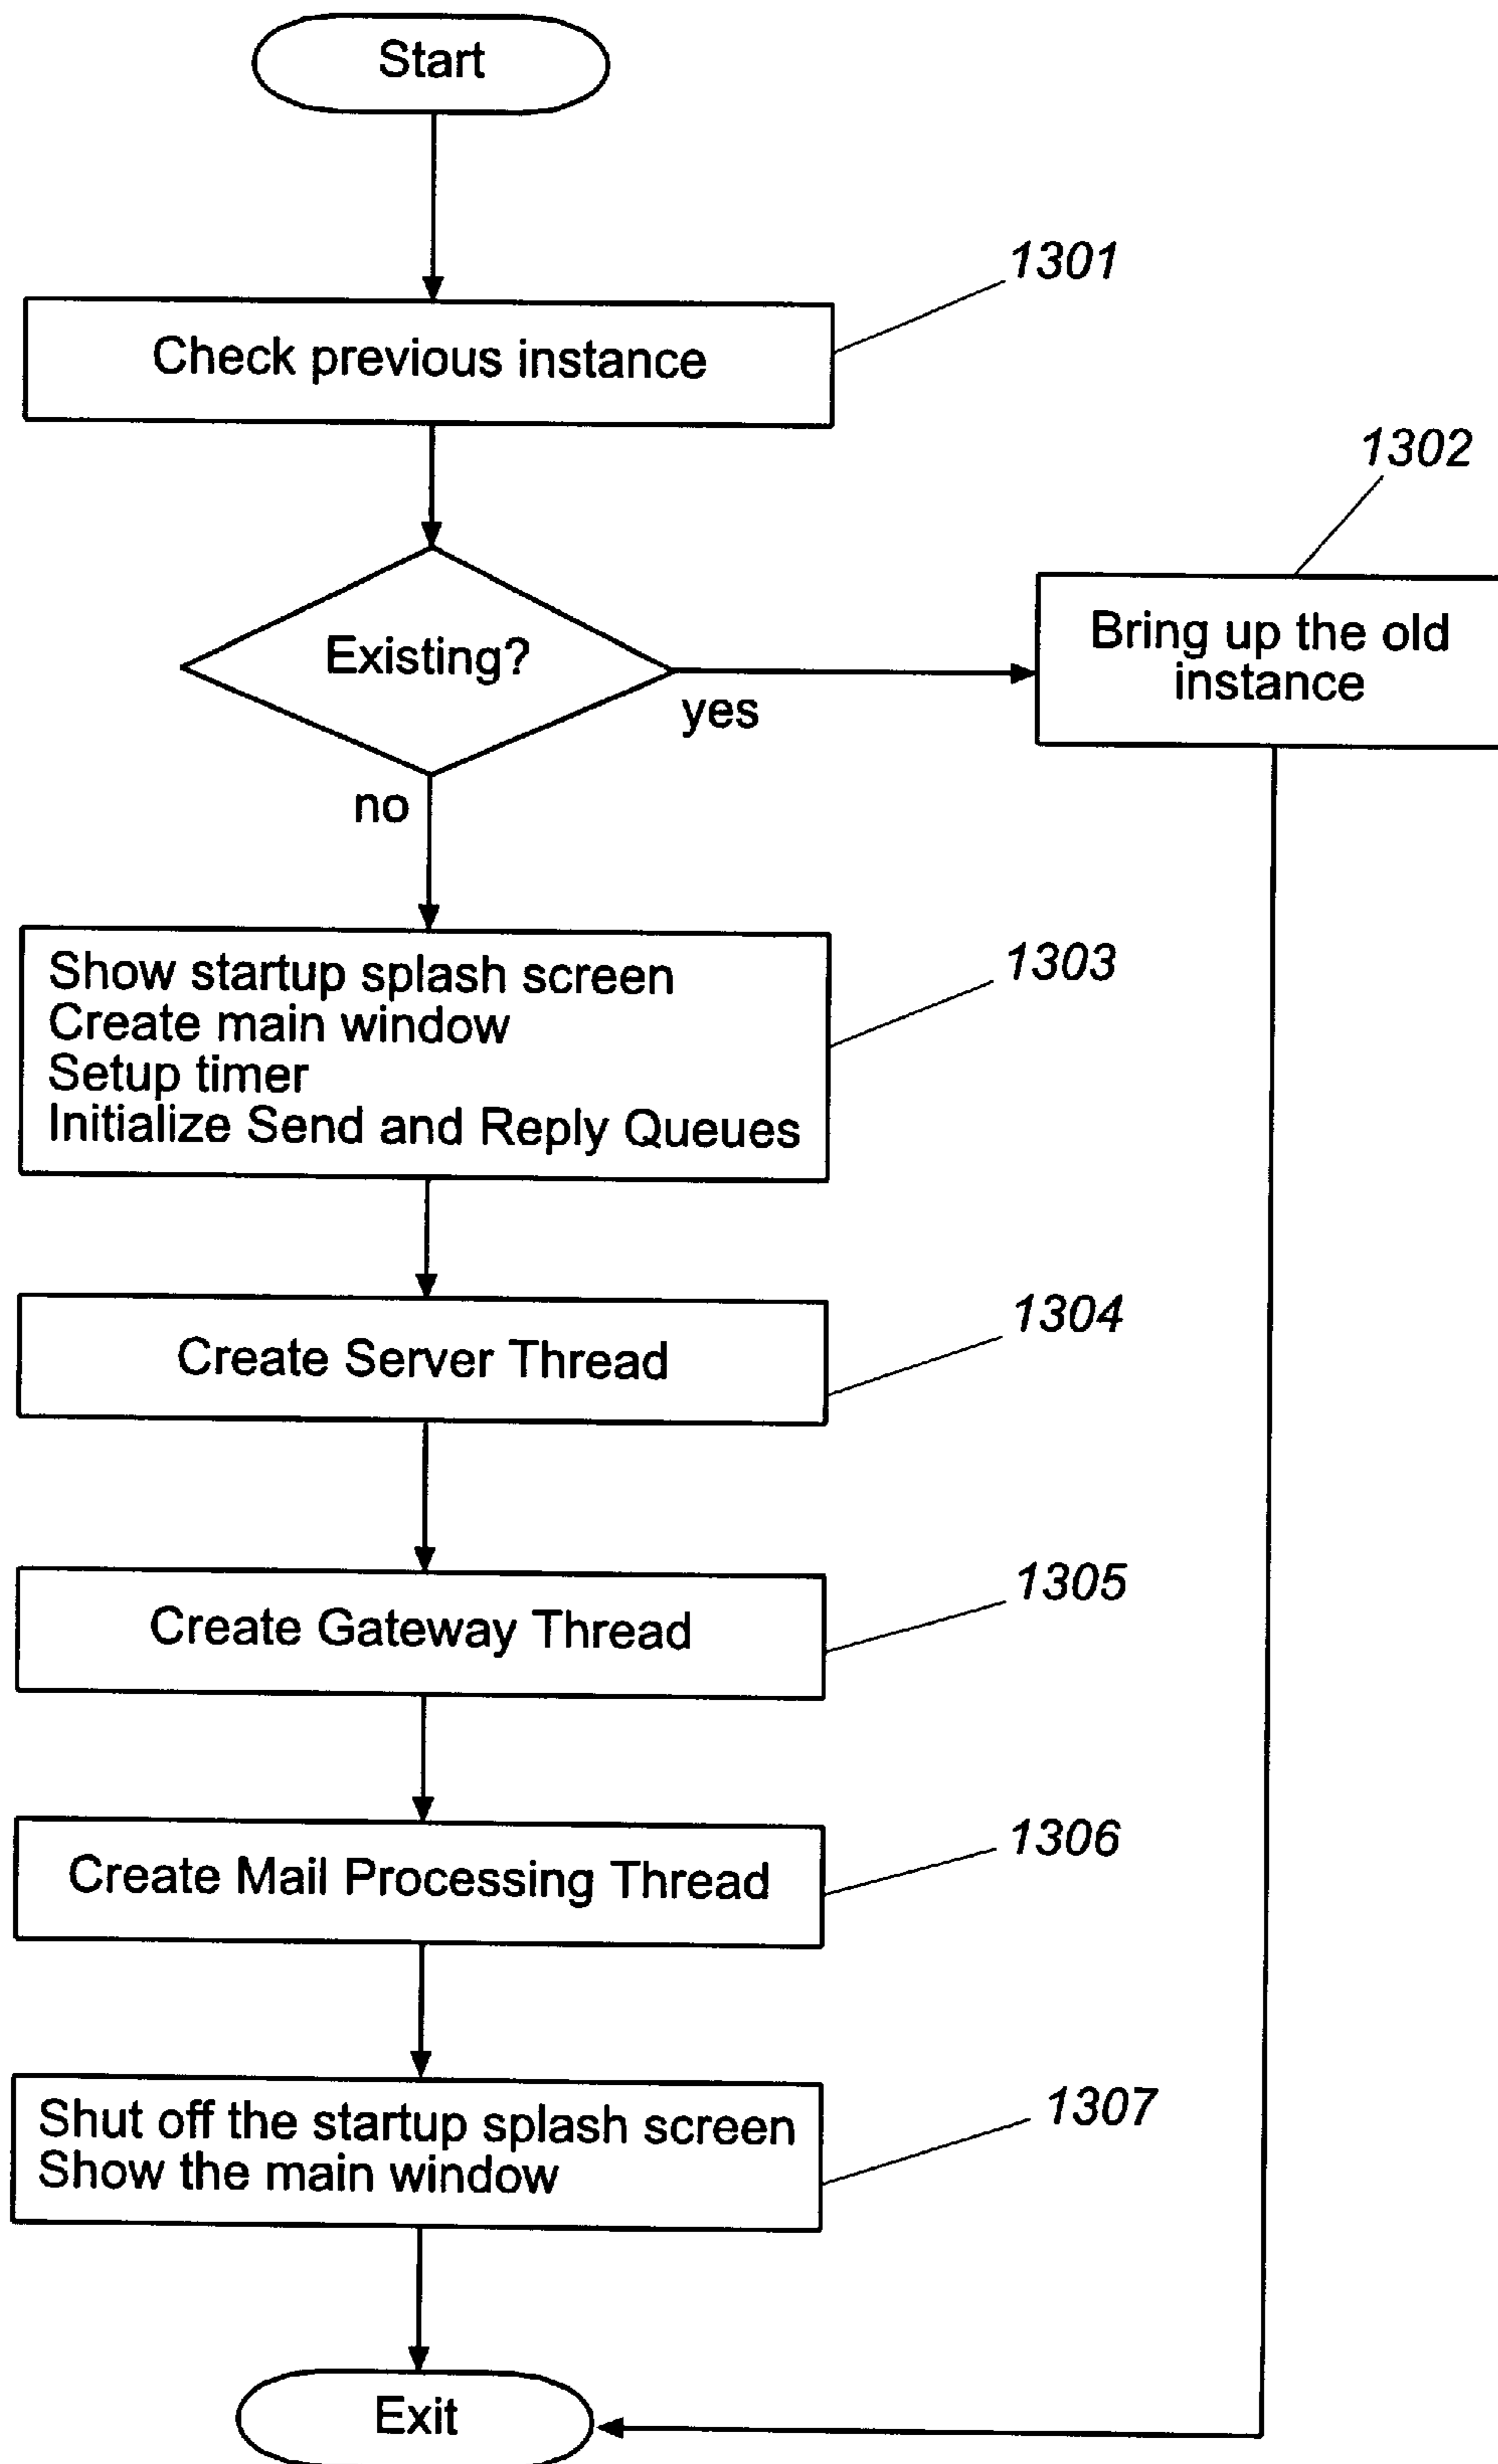 Start
1301
Check previous instance
1302
Existing?
Bring up the old
instance
yes
no
1303
Show startup splash screen
Create main window
Setup timer
Initialize Send and Reply Queues
1304
Create Server Thread
1305
Create Gateway Thread
1306
Create Mail Processing Thread
1307
Shut off the startup splash screen
Show the main window
Exit